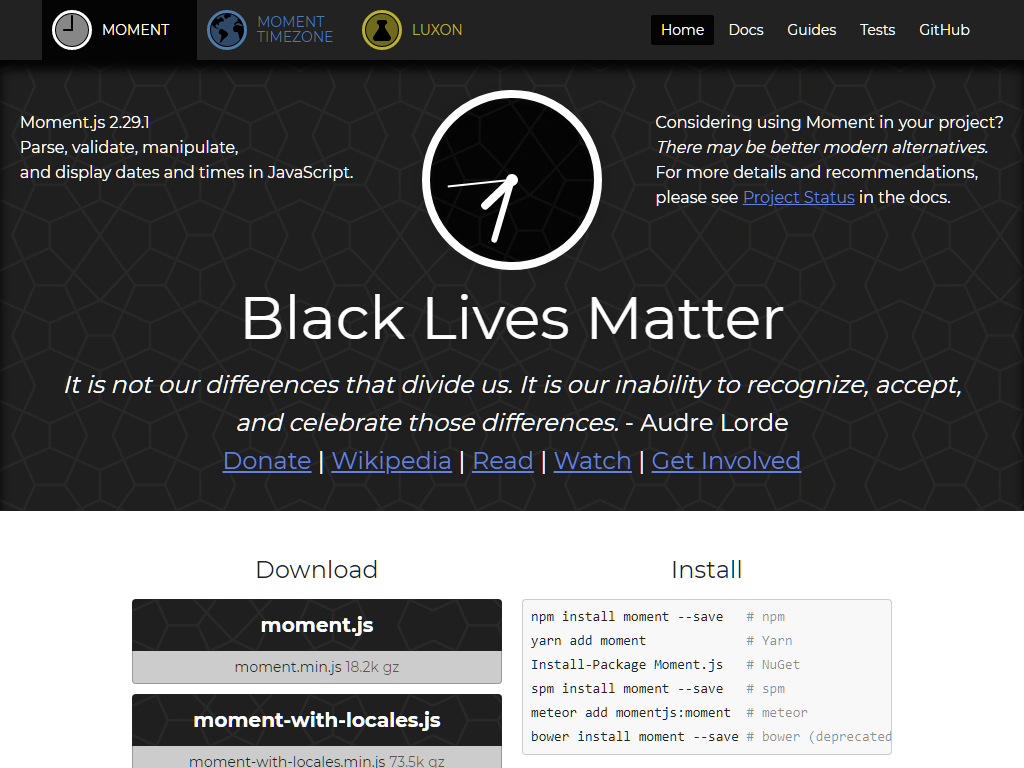 MOMENT
MOMENT
TIMEZONE
LUXON
Home Docs Guides Tests GitHub
Moment.js 2.29.1
Parse, validate, manipulate,
and display dates and times in JavaScript.
Considering using Moment in your project?
There may be better modern alternatives.
For more details and recommendations,
please see Project Status in the docs.
Black Lives Matter
It is not our differences that divide us. It is our inability to recognize, accept,
and celebrate those differences. - Audre Lorde
Donate | Wikipedia | Read | Watch | Get Involved
Download
moment.js
moment.min.js 18.2k gz
moment-with-locales.js
moment-with-locales.min.js 73.5k gz
Install
npm install moment --save # npm
yarn add moment # Yarn
Install-Package Moment.js # NuGet
spm install moment --save # spm
meteor add momentjs:moment # meteor
bower install moment --save # bower (deprecated